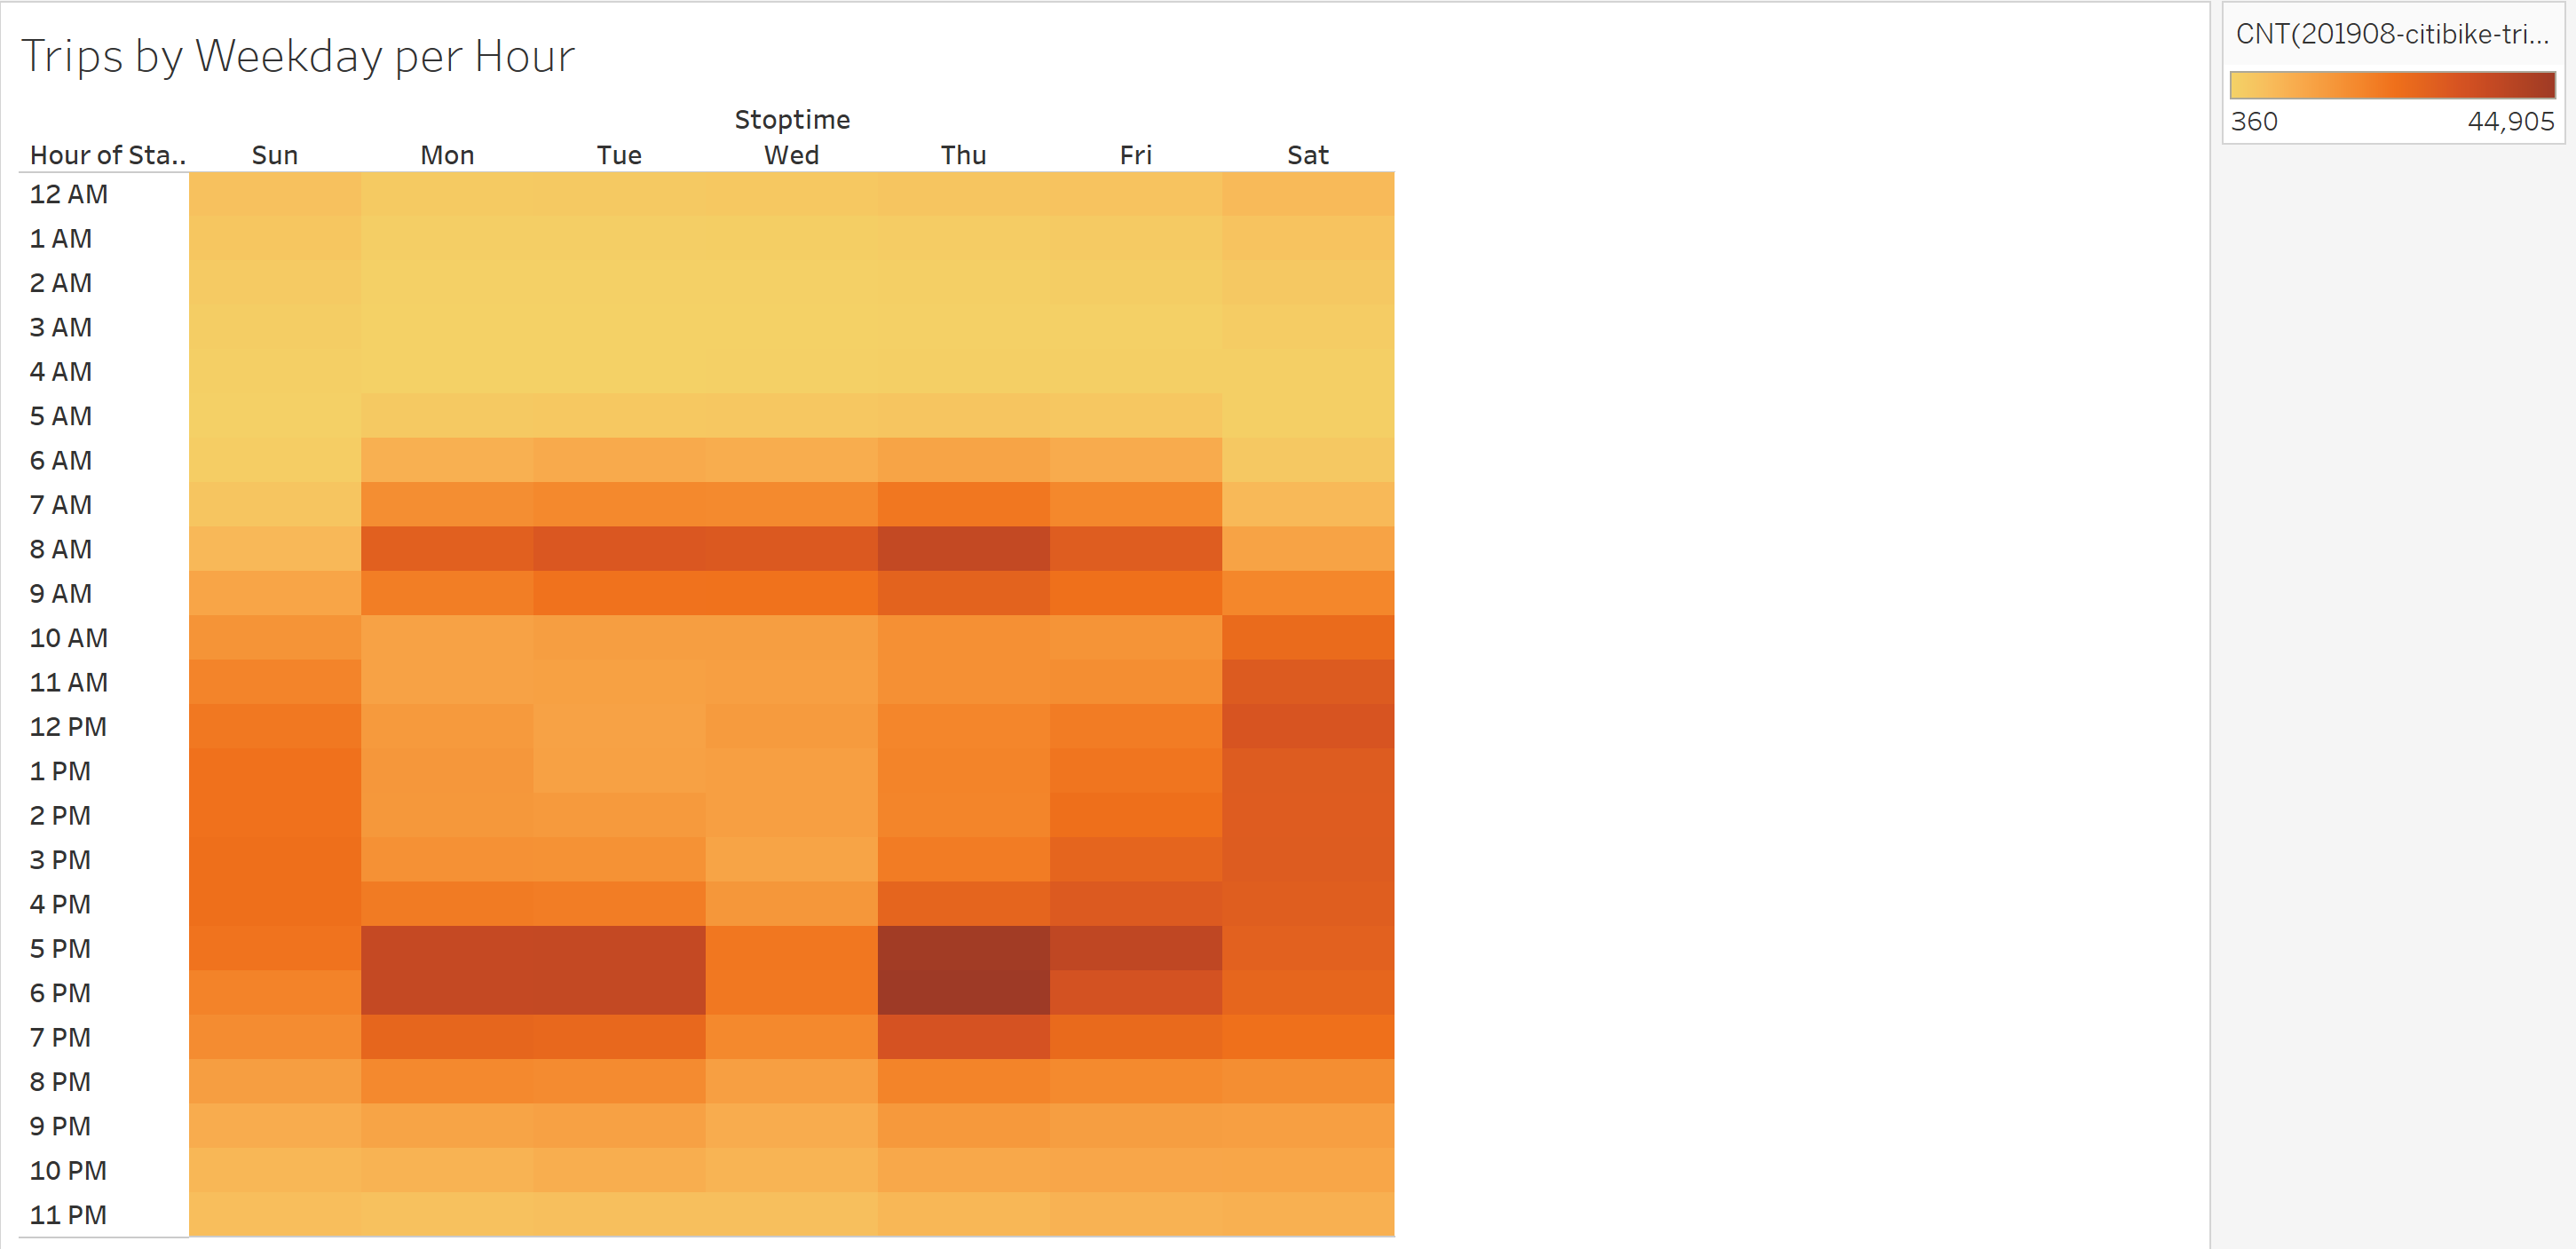 Trips by Weekday per Hour
Stoptime
Hour of Sta.. Sun Mon Tue Wed Thu Fri Sat
12 AM
1 AM
2 AM
3 AM
4 AM
5 AM
6 AM
7 AM
8 AM
9 AM
10 AM
11 AM
12 PM
1 PM
2 PM
3 PM
4 PM
5 PM
6 PM
7 PM
8 PM
9 PM
10 PM
11 PM
CNT(201908-citibike-tri...
360 44,905